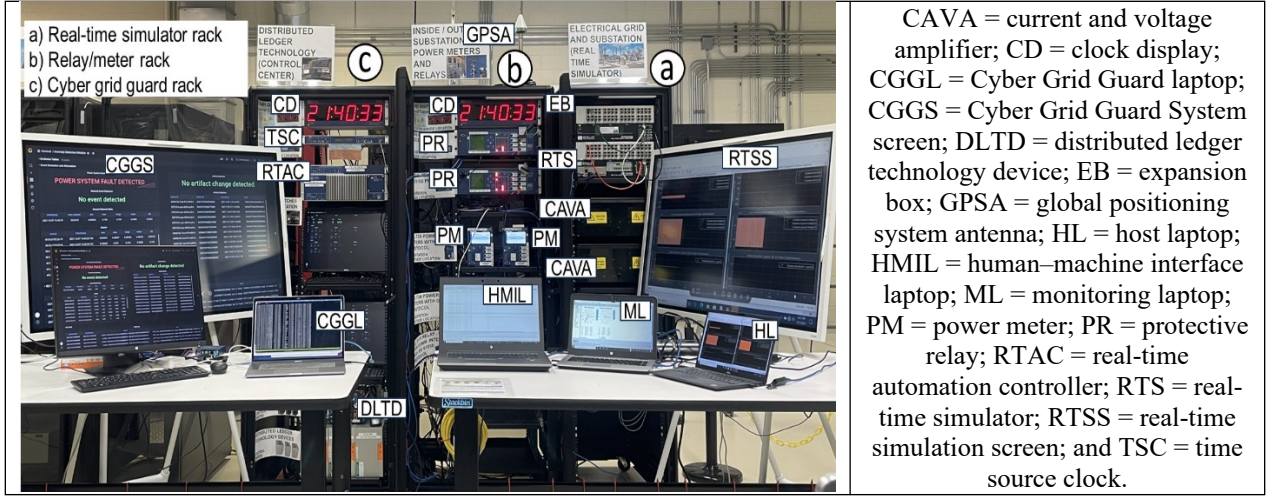 a) Real-time simulator rack
b) Relay/meter rack
c) Cyber grid guard rack
DISTRIBUTED
LEDGER
TECHNOLOGY
(CONTROL
CENTER)
c
INSIDE / OUT
SUBSTATION
POWER METERS
AND
RELAYS
GPSA
b
ELECTRICAL GRID
AND SUBSTATION
(REAL
TIME
SIMULATOR)
a
CD
21:40:33
CD
21:40:33
EB
TSC
PR
CGGS
RTAC
RTS
RTSS
POWER SYSTEM FAULT DETECTED
No event detected
No artifact change detected
PR
CAVA
PM
PM
CAVA
POWER SYSTEM FAULT DETECTED
No event detected
No artifact change detected
HMIL
CGGL
ML
HL
DLTD
CAVA = current and voltage
amplifier; CD = clock display;
CGGL = Cyber Grid Guard laptop;
CGGS = Cyber Grid Guard System
screen; DLTD = distributed ledger
technology device; EB = expansion
box; GPSA = global positioning
system antenna; HL = host laptop;
HMIL = human–machine interface
laptop; ML = monitoring laptop;
PM = power meter; PR = protective
relay; RTAC = real-time
automation controller; RTS = real-
time simulator; RTSS = real-time
simulation screen; and TSC = time
source clock.